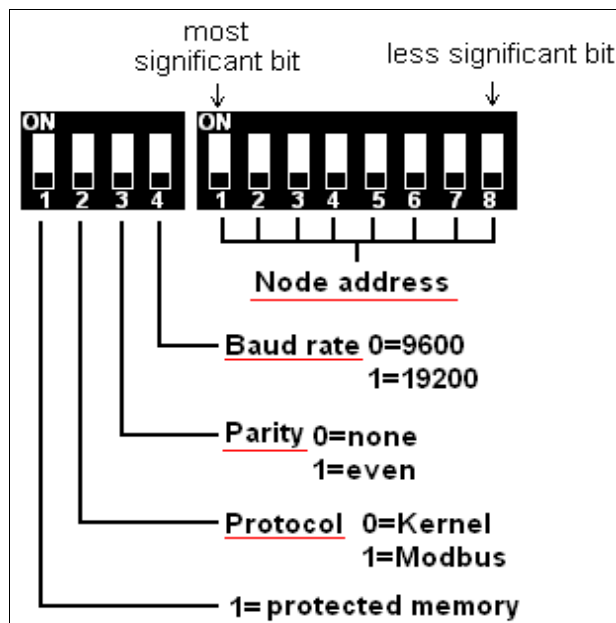 most
significant bit
less significant bit
ON
1 2 3 4
ON
1 2 3 4 5 6 7 8
Node address
Baud rate 0=9600
1=19200
Parity 0=none
1=even
Protocol 0=Kernel
1=Modbus
1= protected memory